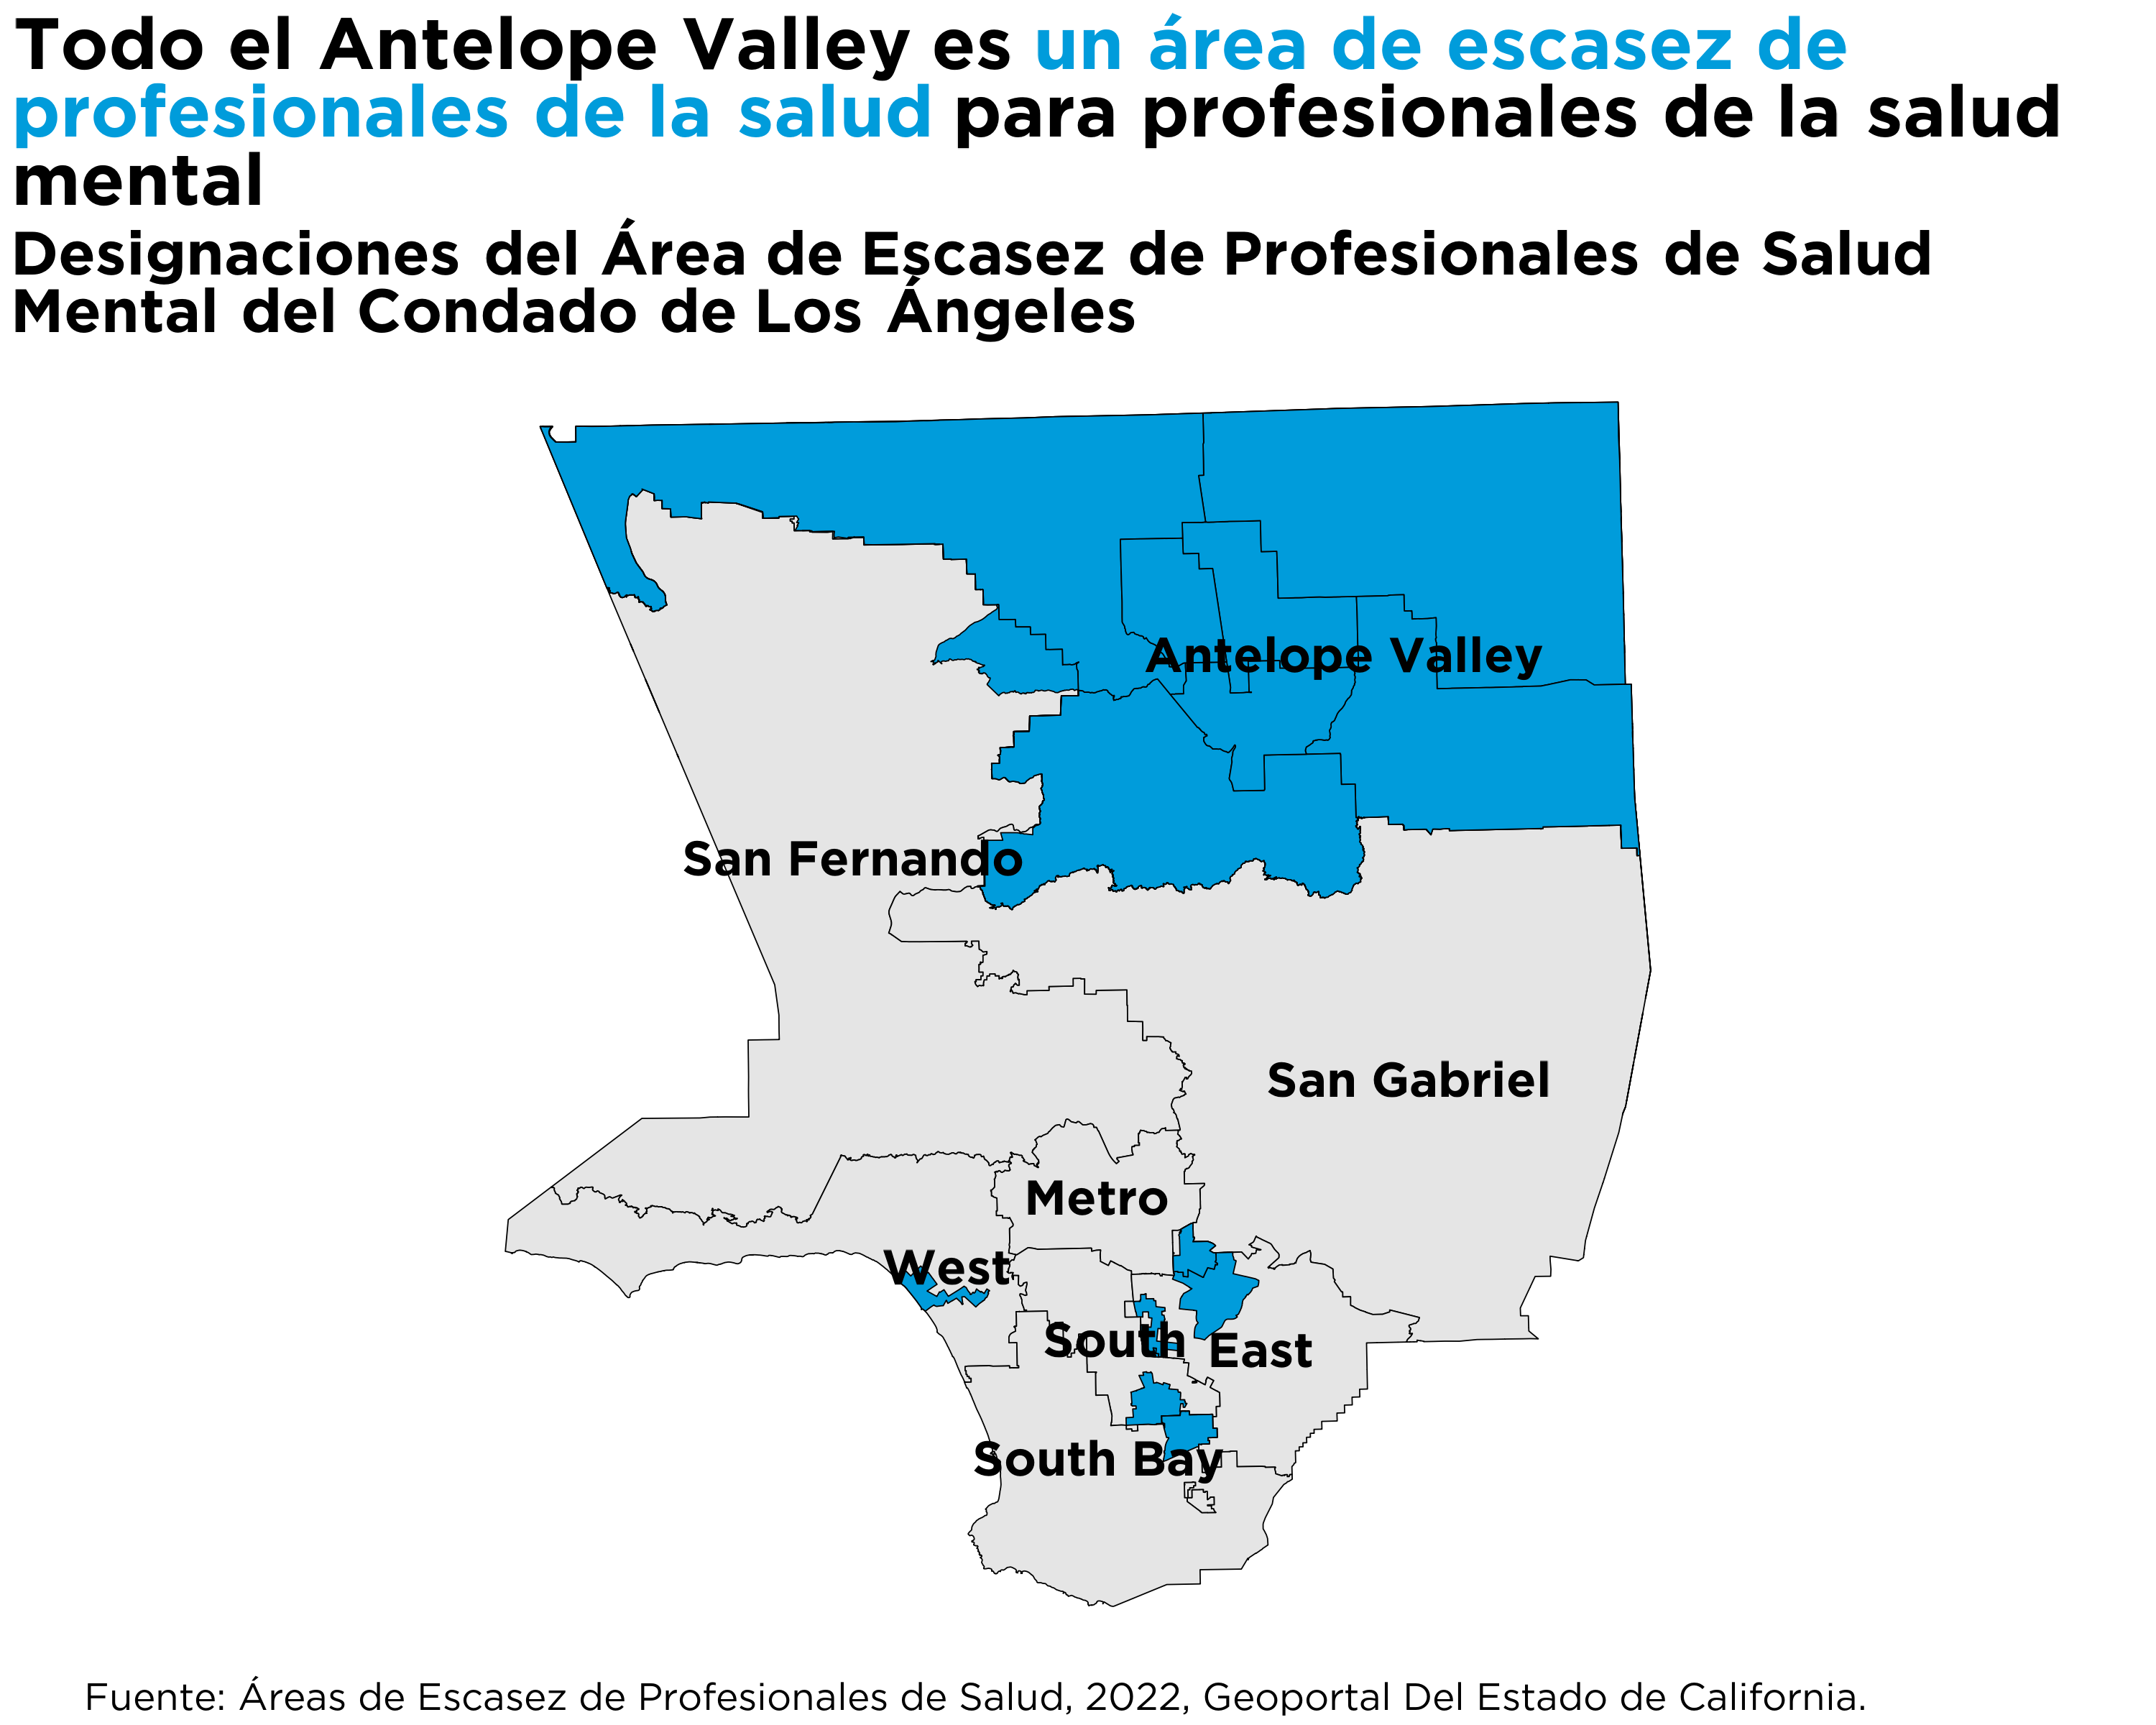 Todo el Antelope Valley es un área de escasez de
profesionales de la salud para profesionales de la salud
mental
Designaciones del Área de Escasez de Profesionales de Salud
Mental del Condado de Los Ángeles
Antelope Valley
San Fernando
San Gabriel
Metro
West
South
East
South Bay
Fuente: Áreas de Escasez de Profesionales de Salud, 2022, Geoportal Del Estado de California.